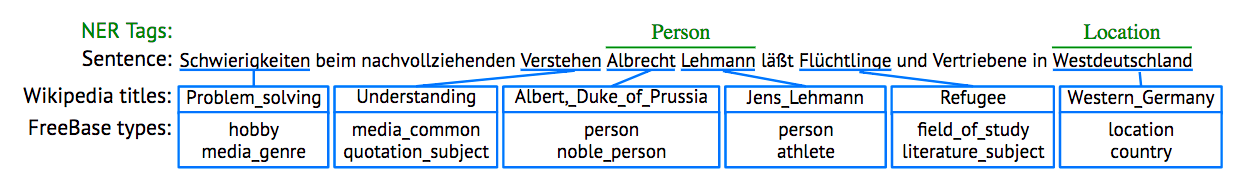 NER Tags: Person Location
Sentence: Schwierigkeiten beim nachvollziehenden Verstehen Albrecht Lehmann läßt Flüchtlinge und Vertriebene in Westdeutschland
Wikipedia titles: Problem_solving Understanding Albert,_Duke_of_Prussia Jens_Lehmann Refugee Western_Germany
FreeBase types: hobby media_common person person field_of_study location
media_genre quotation_subject noble_person athlete literature_subject country